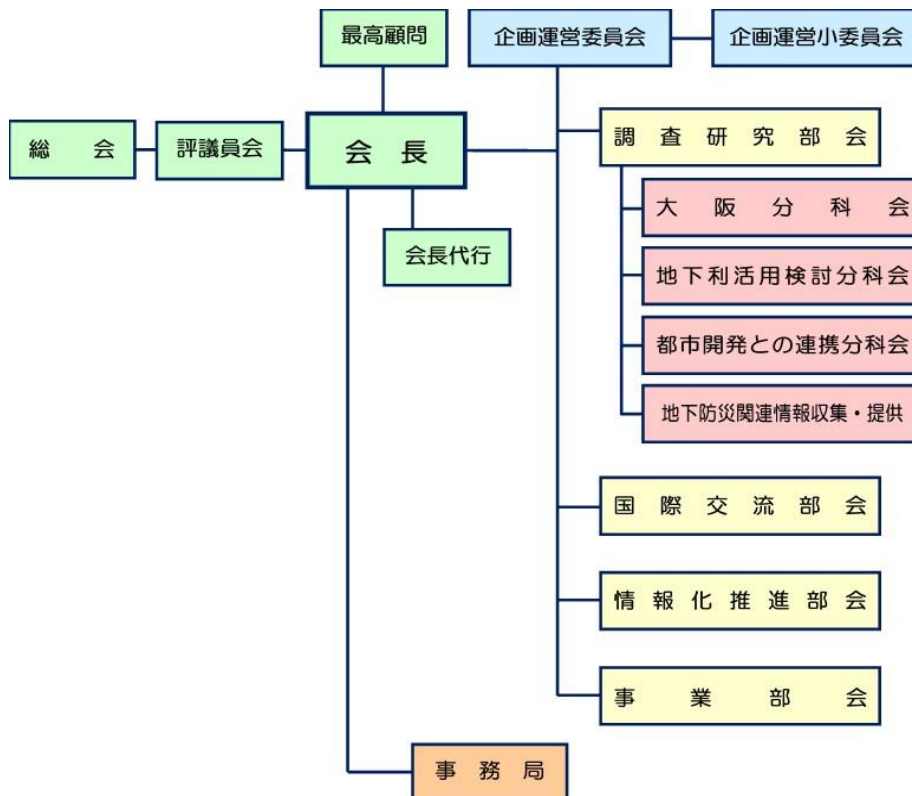 最高顧問
企画運営委員会
企画運営小委員会
総会
評議員会
会長
調査研究部会
大阪分科会
会長代行
地下利活用検討分科会
都市開発との連携分科会
地下防災関連情報収集・提供
国際交流部会
情報化推進部会
事業部会
事務局